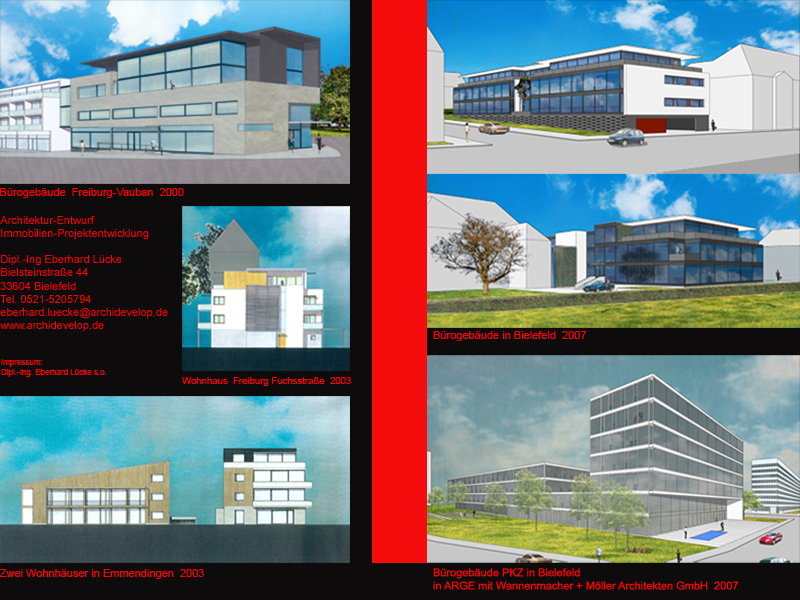 Bürogebäude Freiburg-Vauban 2000
Architektur-Entwurf
Immobilien-Projektentwicklung
Dipl.-Ing Eberhard Lücke
Bielsteinstraße 44
33604 Bielefeld
Tel. 0521-5205794
eberhard.luecke@archidevelop.de
www.archidevelop.de
Impressum:
Dipl.-Ing. Eberhard Lücke s.o.
Wohnhaus Freiburg Fuchsstraße 2003
Zwei Wohnhäuser in Emmendingen 2003
Bürogebäude in Bielefeld 2007
Bürogebäude PKZ in Bielefeld
in ARGE mit Wannenmacher + Möller Architekten GmbH 2007